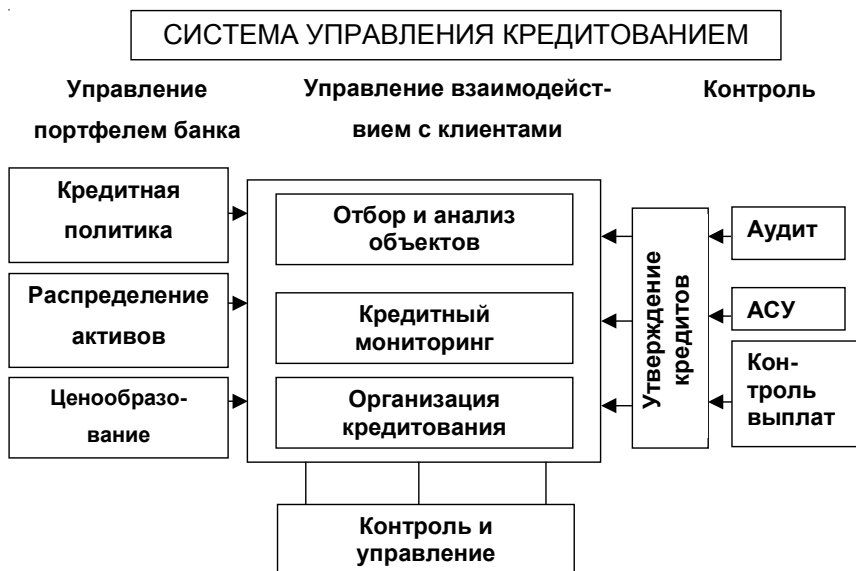 СИСТЕМА УПРАВЛЕНИЯ КРЕДИТОВАНИЕМ
Управление
портфелем банка
Управление взаимодейст-
вием с клиентами
Контроль
Кредитная
политика
Распределение
активов
Ценообразо-
вание
Отбор и анализ
объектов
Кредитный
мониторинг
Организация
кредитования
Утверждение
кредитов
Аудит
АСУ
Кон-
троль
выплат
Контроль и
управление